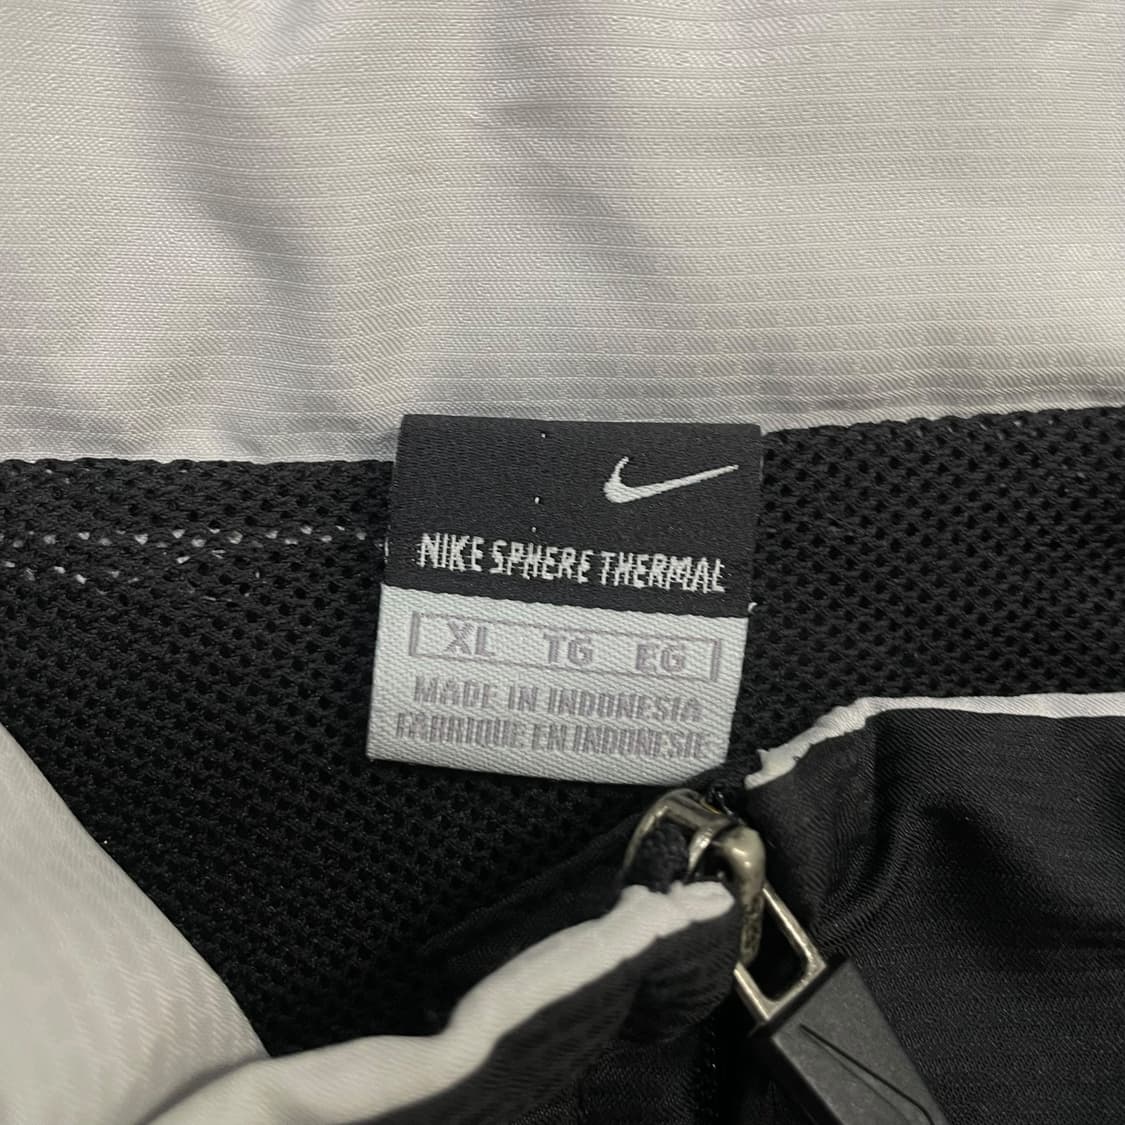 NIKE SPHERE THERMAL
XL TG EG
MADE IN INDONESIA
FABRIQUE EN INDONESIE